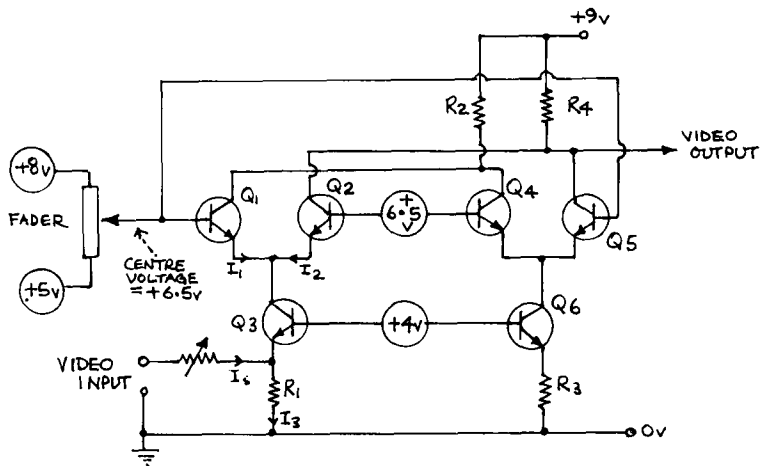 +9v
R2
R4
VIDEO
OUTPUT
+8v
FADER
+5v
CENTRE
VOLTAGE
= +6.5v
Q1
Q2
+
6.5
V
Q4
Q5
I1
I2
Q3
+4v
Q6
VIDEO
INPUT
Is
R1
I3
R3
0v